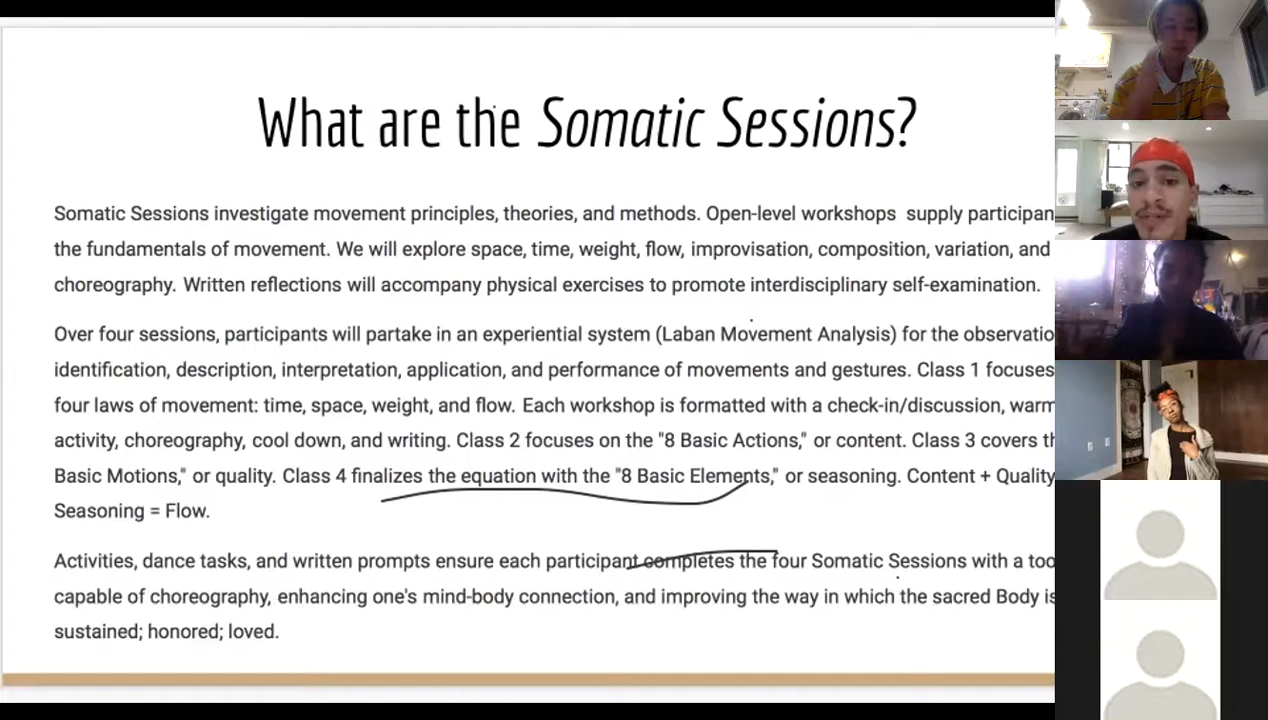 What are the Somatic Sessions?
Somatic Sessions investigate movement principles, theories, and methods. Open-level workshops supply
the fundamentals of movement. We will explore space, time, weight, flow, improvisation, composition, variation, and
choreography. Written reflections will accompany physical exercises to promote interdisciplinary self-examination.
Over four sessions, participants will partake in an experiential system (Laban Movement Analysis) for the
identification, description, interpretation, application, and performance of movements and gestures. Class 1 focuses
four laws of movement: time, space, weight, and flow. Each workshop is formatted with a check-in/discussion,
activity, choreography, cool down, and writing. Class 2 focuses on the "8 Basic Actions," or content. Class 3 covers
Basic Motions," or quality. Class 4 finalizes the equation with the "8 Basic Elements," or seasoning. Content + Quality
Seasoning = Flow.
Activities, dance tasks, and written prompts ensure each participant completes the four Somatic Sessions with a
capable of choreography, enhancing one's mind-body connection, and improving the way in which the sacred Body is
sustained; honored; loved.